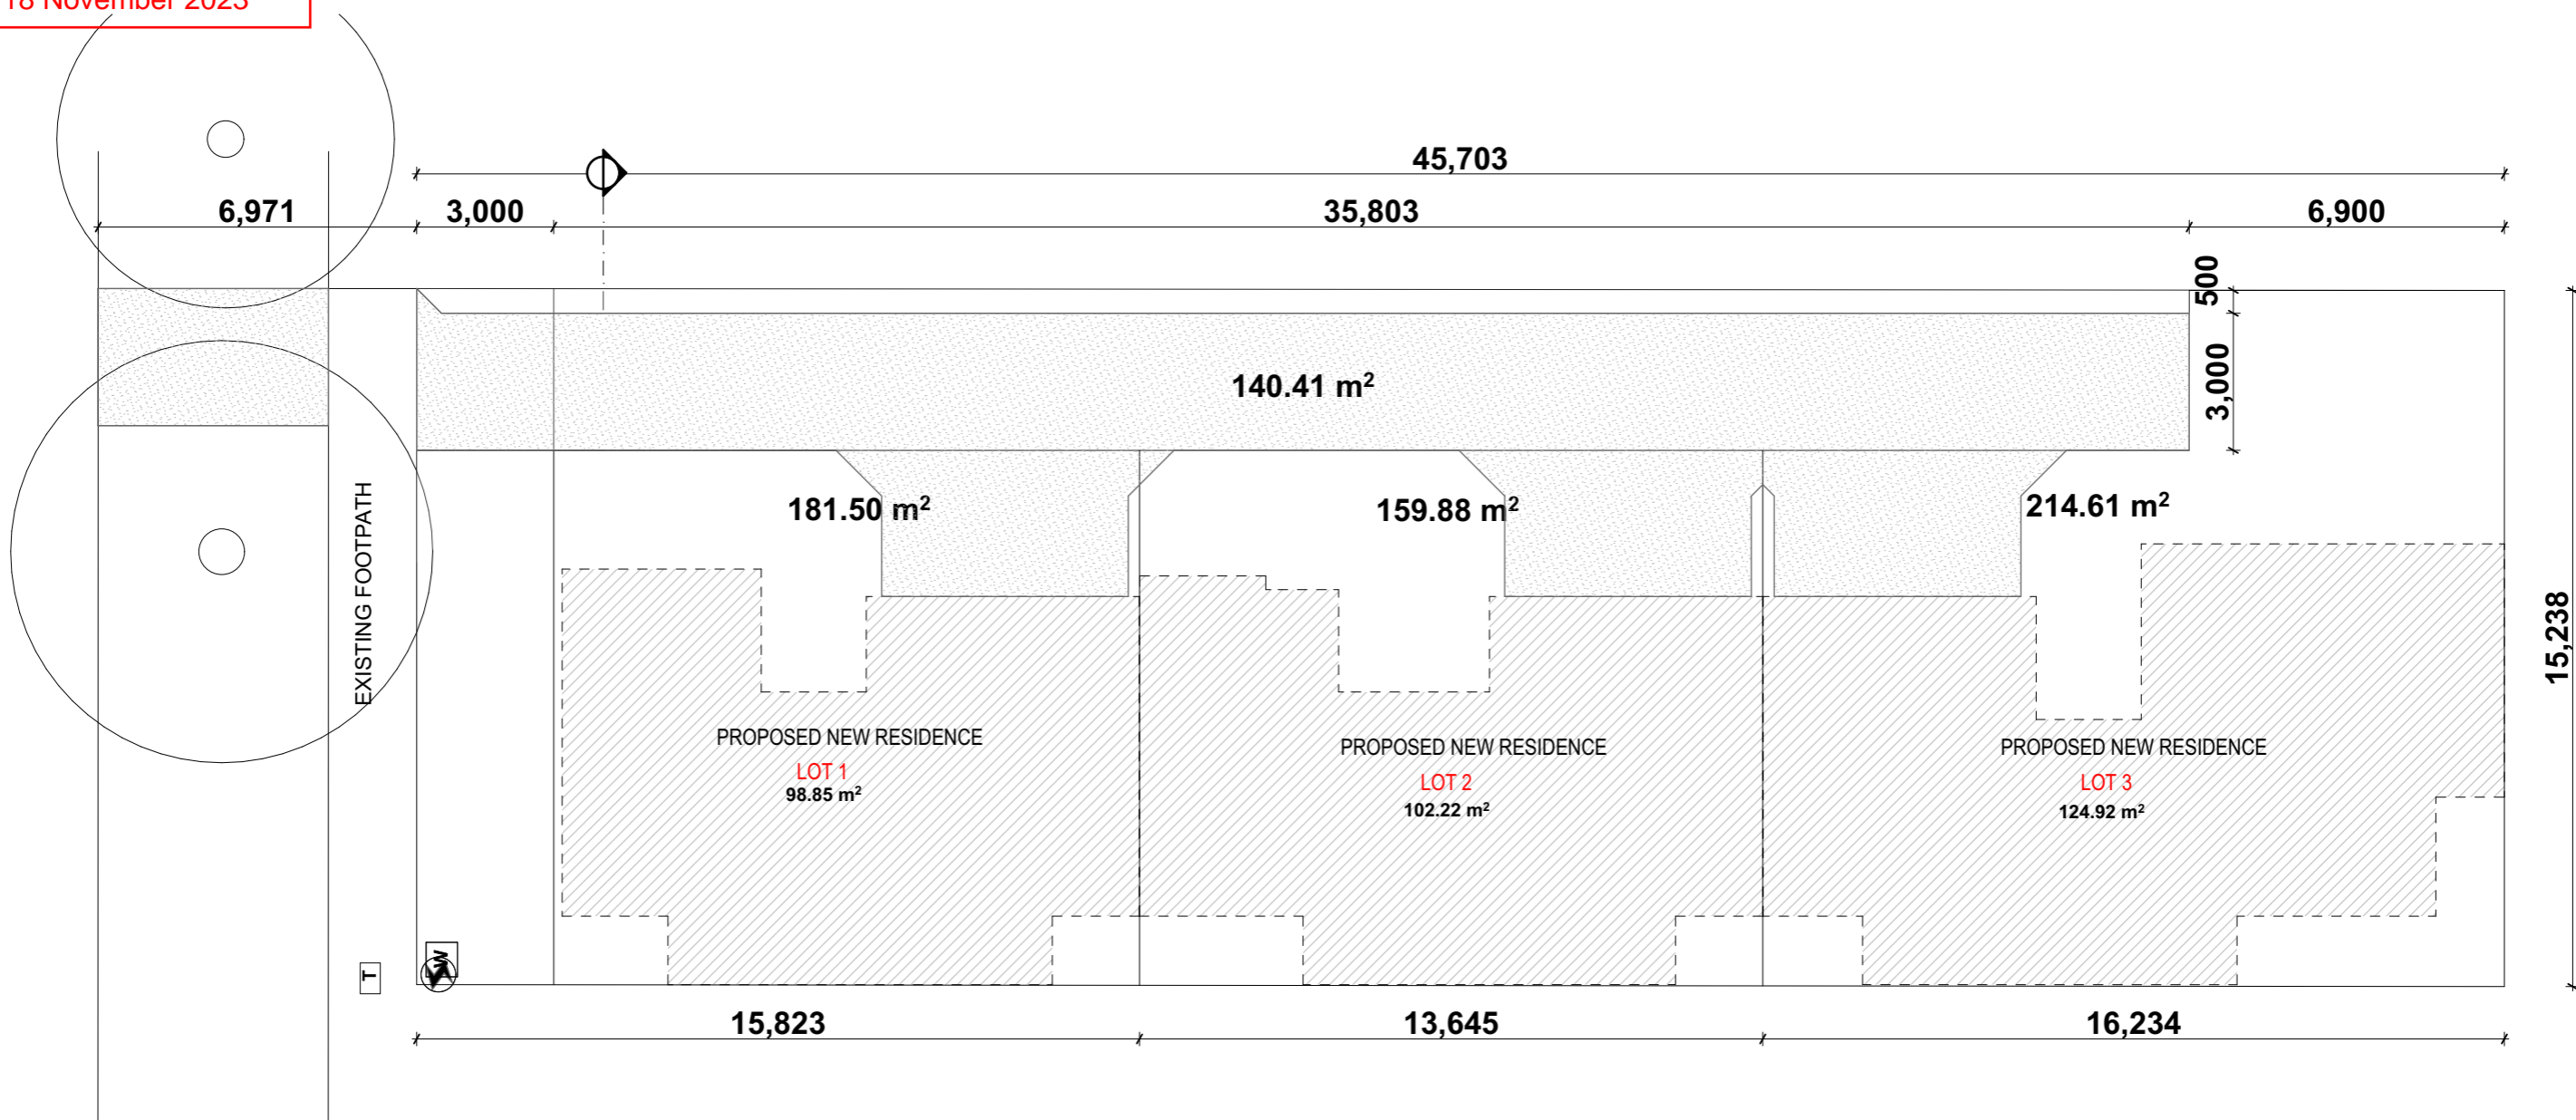 18 November 2023
45,703
6,971
3,000
35,803
6,900
500
3,000
140.41 m²
181.50 m²
159.88 m²
214.61 m²
EXISTING FOOTPATH
15,238
PROPOSED NEW RESIDENCE
LOT 1
98.85 m²
PROPOSED NEW RESIDENCE
LOT 2
102.22 m²
PROPOSED NEW RESIDENCE
LOT 3
124.92 m²
T
W
15,823
13,645
16,234